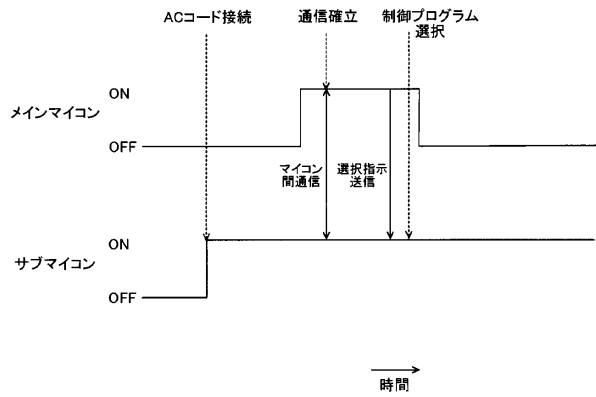 ACコード接続
通信確立
制御プログラム
選択
ON
メインマイコン
OFF
マイコン
間通信
選択指示
送信
ON
サブマイコン
OFF
時間